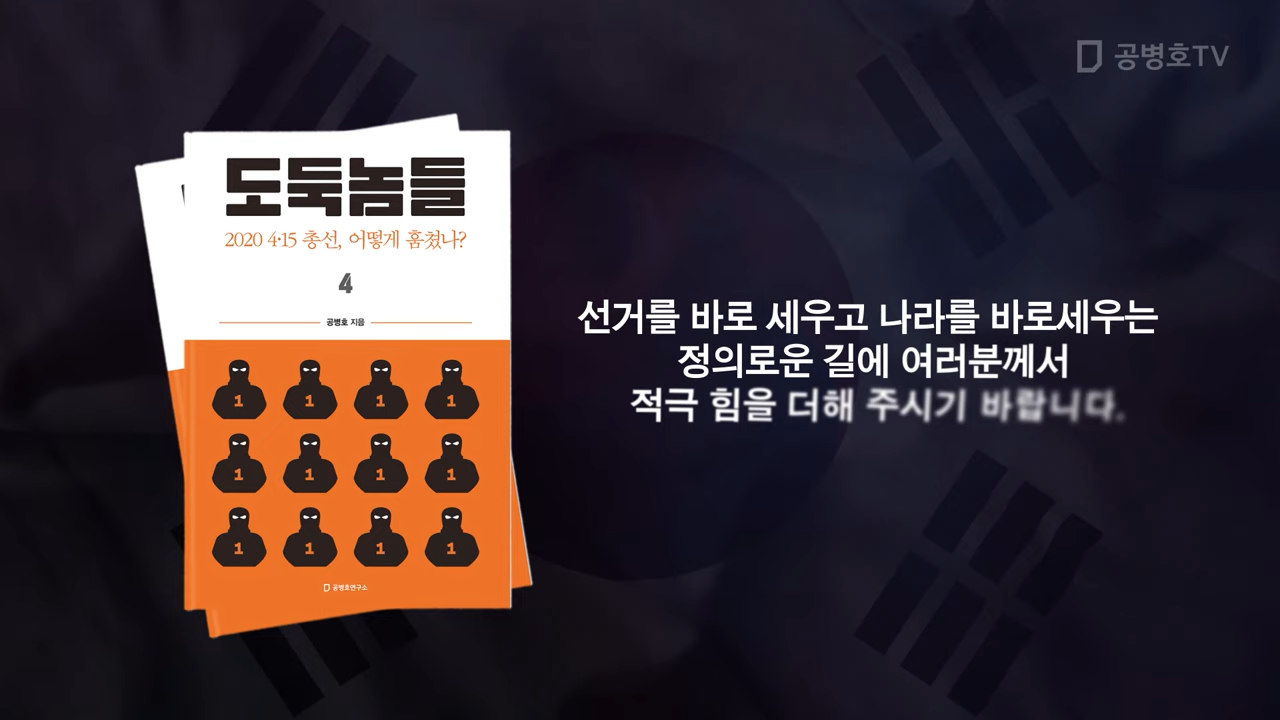 공병호TV
도둑놈들
2020 4·15 총선, 어떻게 훔쳤나?
4
공병호 지음
1 1 1 1
1 1 1 1
1 1 1 1
공병호연구소
선거를 바로 세우고 나라를 바로세우는
정의로운 길에 여러분께서
적극 힘을 더해 주시기 바랍니다.